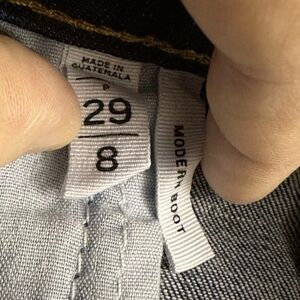 MADE IN
GUATEMALA
P
29
8
MODERN BOOT